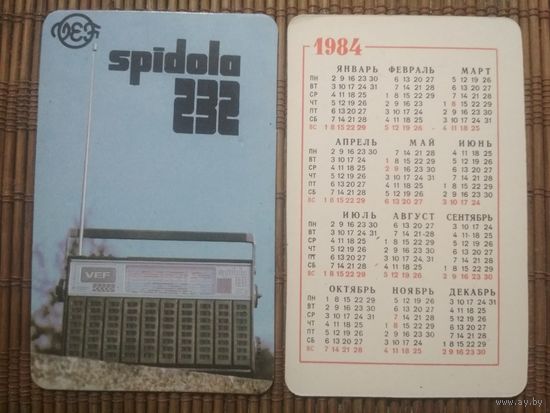 VEF
spīdola
232
VEF
1984
ЯНВАРЬ ФЕВРАЛЬ МАРТ
ПН 2 9 16 23 30 6 13 20 27 5 12 19 26
ВТ 3 10 17 24 31 7 14 21 28 6 13 20 27
СР 4 11 18 25 1 8 15 22 29 7 14 21 28
ЧТ 5 12 19 26 2 9 16 23 1 8 15 22 29
ПТ 6 13 20 27 3 10 17 24 2 9 16 23 30
СБ 7 14 21 28 4 11 18 25 3 10 17 24 31
ВС 1 8 15 22 29 5 12 19 26 4 11 18 25
АПРЕЛЬ МАЙ ИЮНЬ
ПН 2 9 16 23 30 7 14 21 28 4 11 18 25
ВТ 3 10 17 24 1 8 15 22 29 5 12 19 26
СР 4 11 18 25 2 9 16 23 30 6 13 20 27
ЧТ 5 12 19 26 3 10 17 24 31 7 14 21 28
ПТ 6 13 20 27 4 11 18 25 1 8 15 22 29
СБ 7 14 21 28 5 12 19 26 2 9 16 23 30
ВС 1 8 15 22 29 6 13 20 27 3 10 17 24
ИЮЛЬ АВГУСТ СЕНТЯБРЬ
ПН 2 9 16 23 30 6 13 20 27 3 10 17 24
ВТ 3 10 17 24 31 7 14 21 28 4 11 18 25
СР 4 11 18 25 1 8 15 22 29 5 12 19 26
ЧТ 5 12 19 26 2 9 16 23 30 6 13 20 27
ПТ 6 13 20 27 3 10 17 24 31 7 14 21 28
СБ 7 14 21 28 4 11 18 25 1 8 15 22 29
ВС 1 8 15 22 29 5 12 19 26 2 9 16 23 30
ОКТЯБРЬ НОЯБРЬ ДЕКАБРЬ
ПН 1 8 15 22 29 5 12 19 26 3 10 17 24 31
ВТ 2 9 16 23 30 6 13 20 27 4 11 18 25
СР 3 10 17 24 31 7 14 21 28 5 12 19 26
ЧТ 4 11 18 25 1 8 15 22 29 6 13 20 27
ПТ 5 12 19 26 2 9 16 23 30 7 14 21 28
СБ 6 13 20 27 3 10 17 24 1 8 15 22 29
ВС 7 14 21 28 4 11 18 25 2 9 16 23 30
www.ay.by